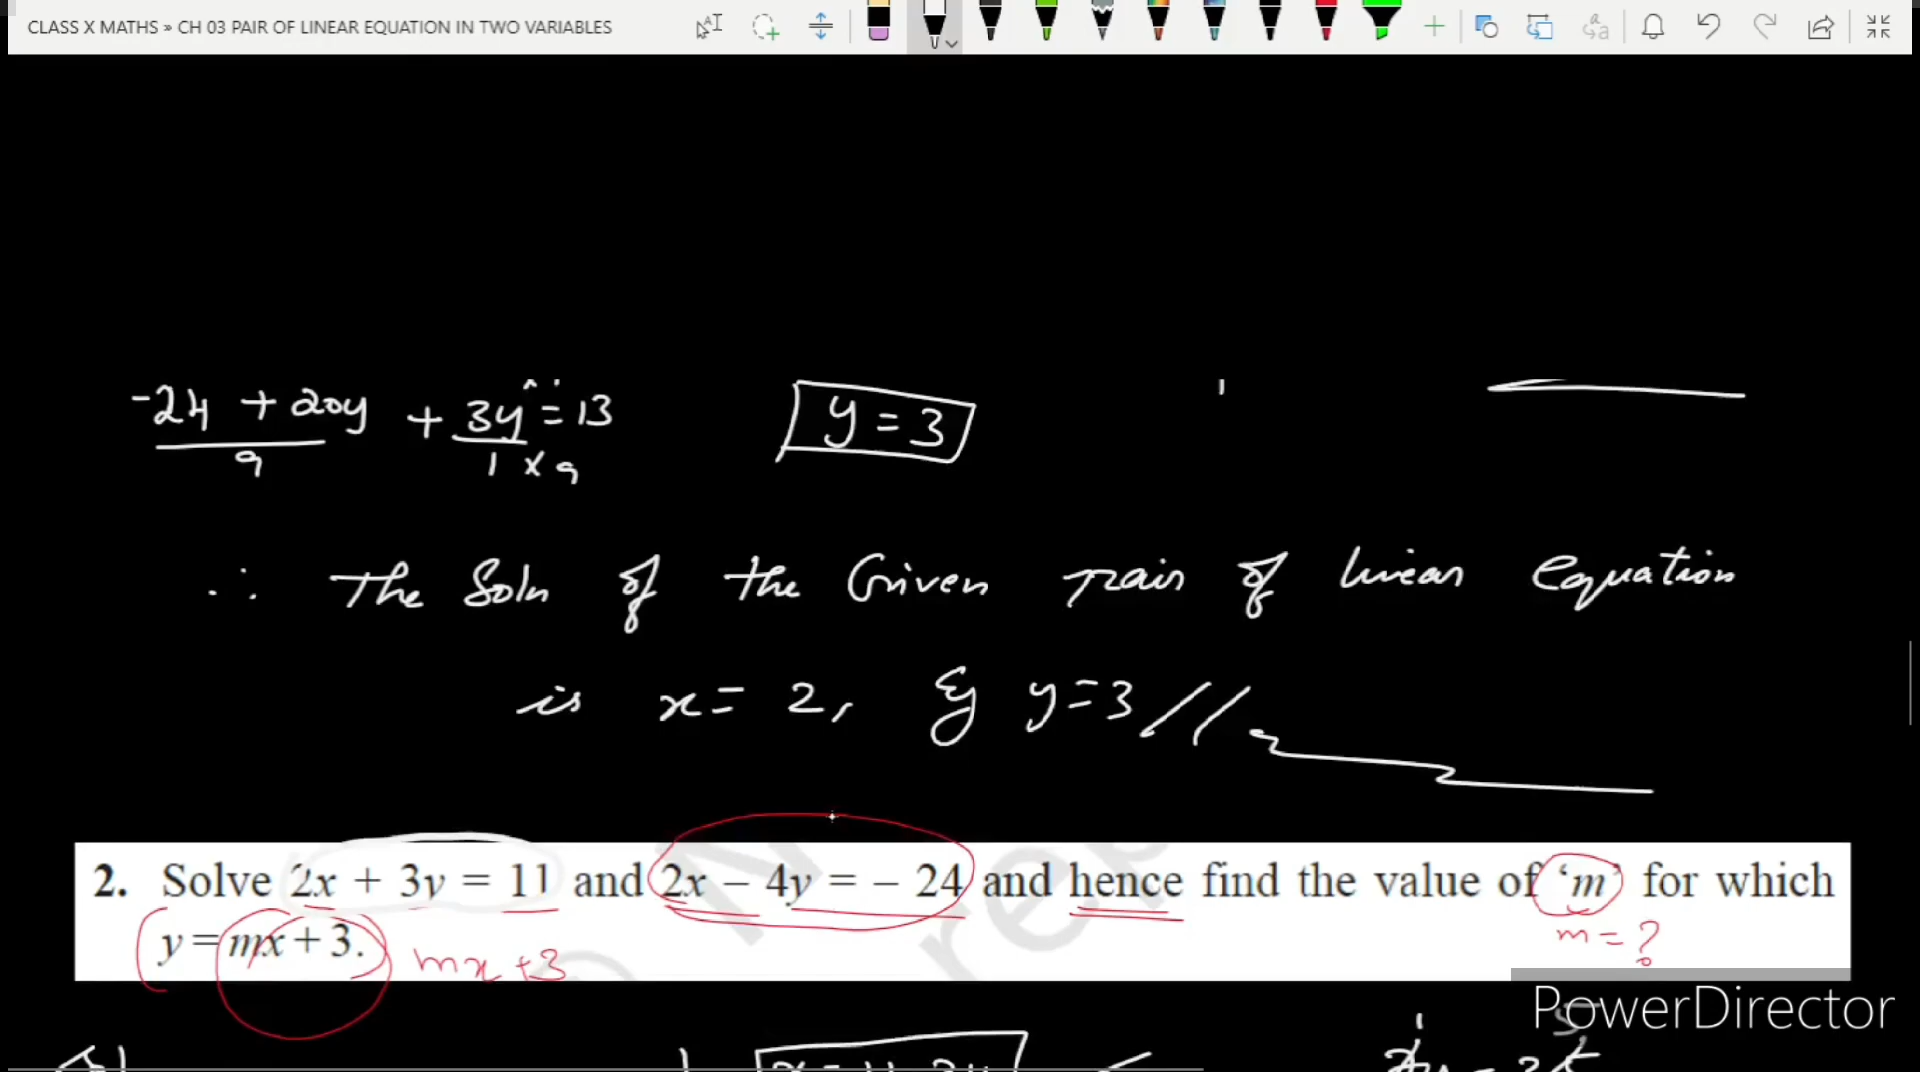 CLASS X MATHS » CH 03 PAIR OF LINEAR EQUATION IN TWO VARIABLES
-24 + 20y + 3y = 13
9 1 x 9
y = 3
∴ The Soln of the Given pair of linear equation
is x = 2, & y = 3 //
2. Solve 2x + 3y = 11 and 2x – 4y = – 24 and hence find the value of ‘m’ for which
y = mx + 3. mx + 3 m = ?
PowerDirector